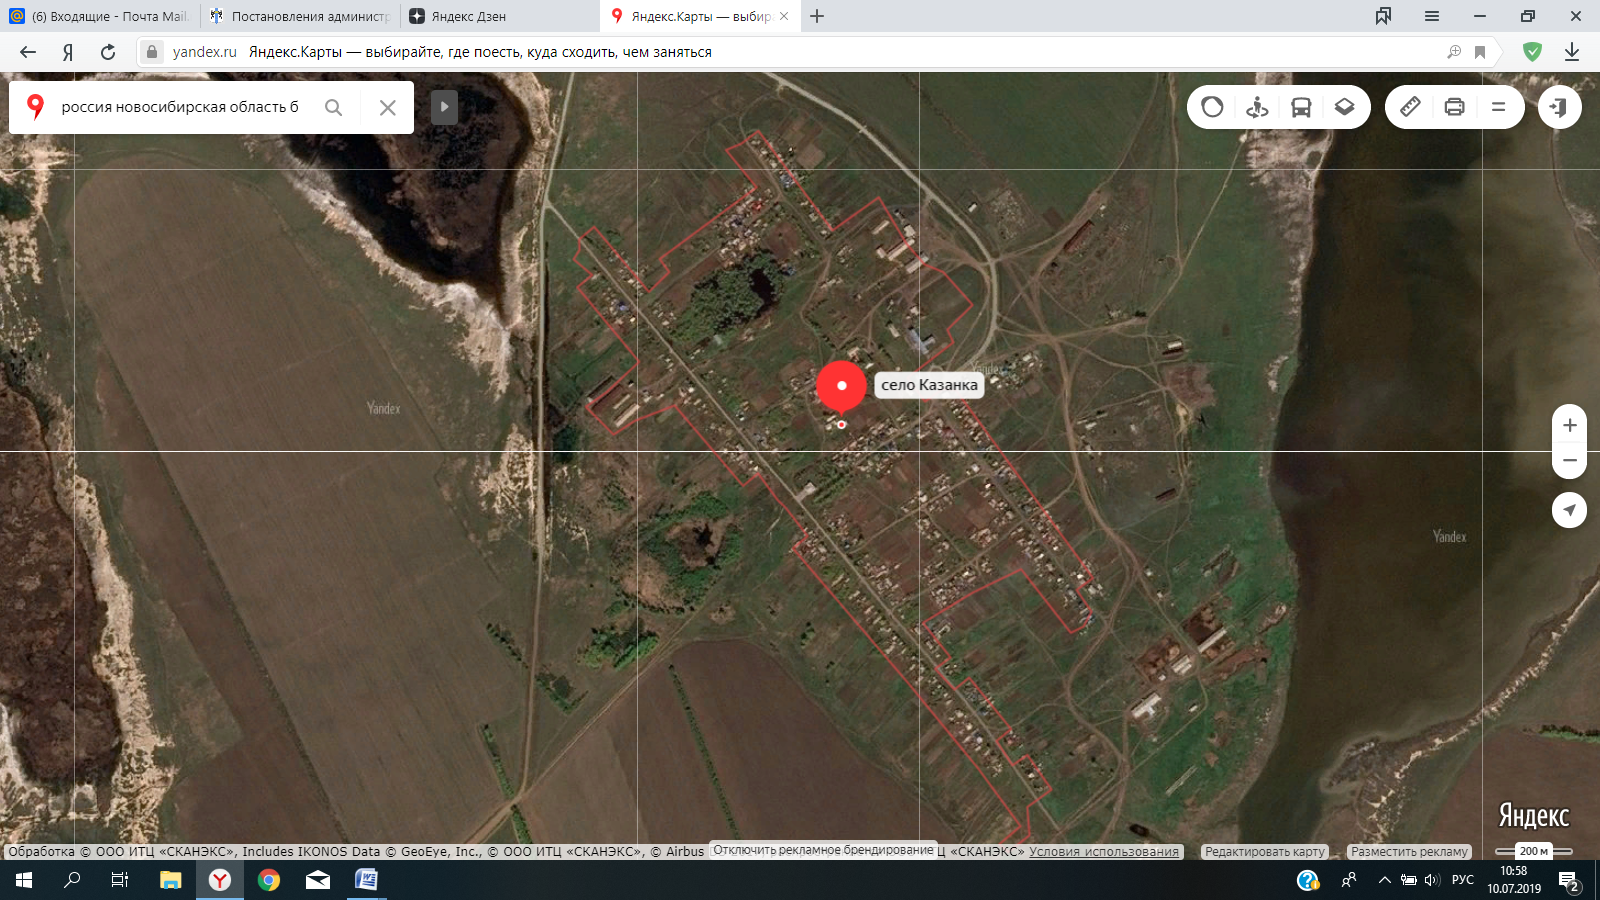 (6) Входящие - Почта Mail.
Постановления администр
Яндекс Дзен
Яндекс.Карты — выбир
yandex.ru Яндекс.Карты — выбирайте, где поесть, куда сходить, чем заняться
россия новосибирская область б
Yandex
село Казанка
Yandex
Yandex
Яндекс
Обработка © ООО ИТЦ «СКАНЭКС», Includes IKONOS Data © GeoEye, Inc., © ООО ИТЦ «СКАНЭКС», © Airbus
Отключить рекламное брендирование
Ц «СКАНЭКС» Условия использования
Редактировать карту
Разместить рекламу
200 м
РУС
10:58
10.07.2019
2